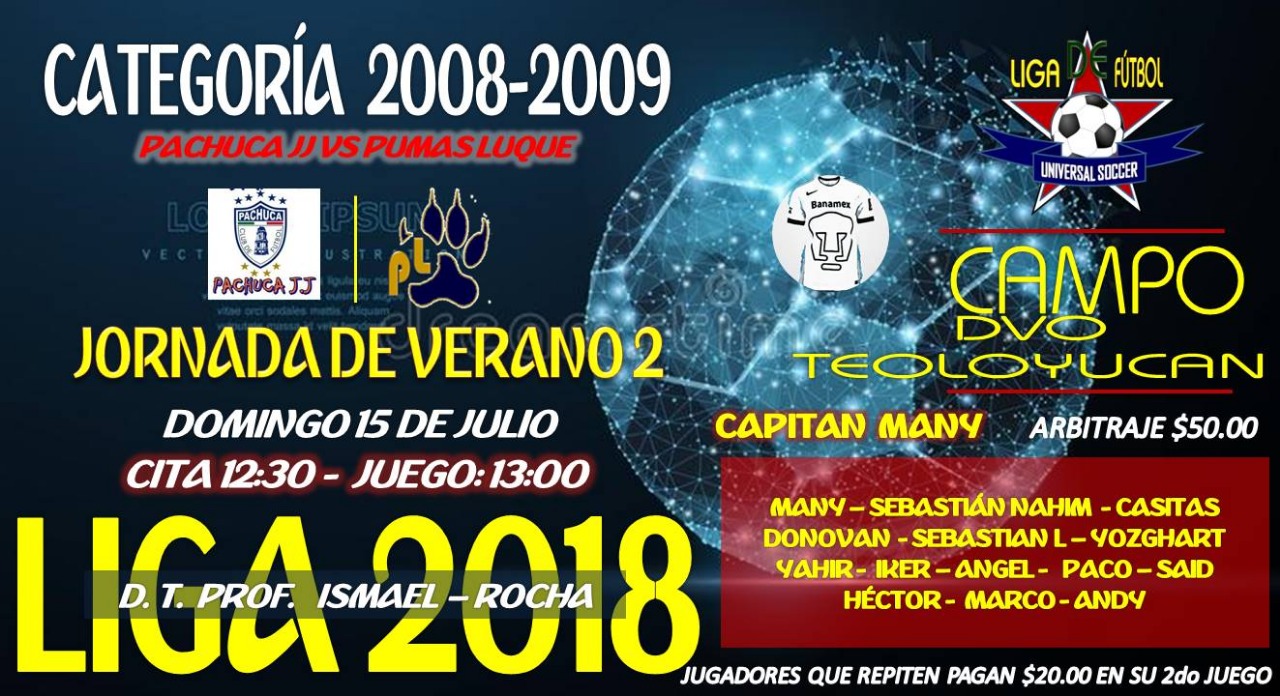 CATEGORÍA 2008-2009
PACHUCA JJ VS PUMAS LUQUE
PACHUCA
CLUB DE FUTBOL
PACHUCA JJ
PL
JORNADA DE VERANO 2
DOMINGO 15 DE JULIO
CITA 12:30 - JUEGO: 13:00
LIGA 2018
D. T. PROF. ISMAEL – ROCHA
LIGA DE FÚTBOL
UNIVERSAL SOCCER
Banamex
CAMPO
DVO
TEOLOYUCAN
CAPITAN MANY ARBITRAJE $50.00
MANY – SEBASTIÁN NAHIM - CASITAS
DONOVAN - SEBASTIAN L – YOZGHART
YAHIR - IKER – ANGEL - PACO – SAID
HÉCTOR - MARCO - ANDY
JUGADORES QUE REPITEN PAGAN $20.00 EN SU 2do JUEGO